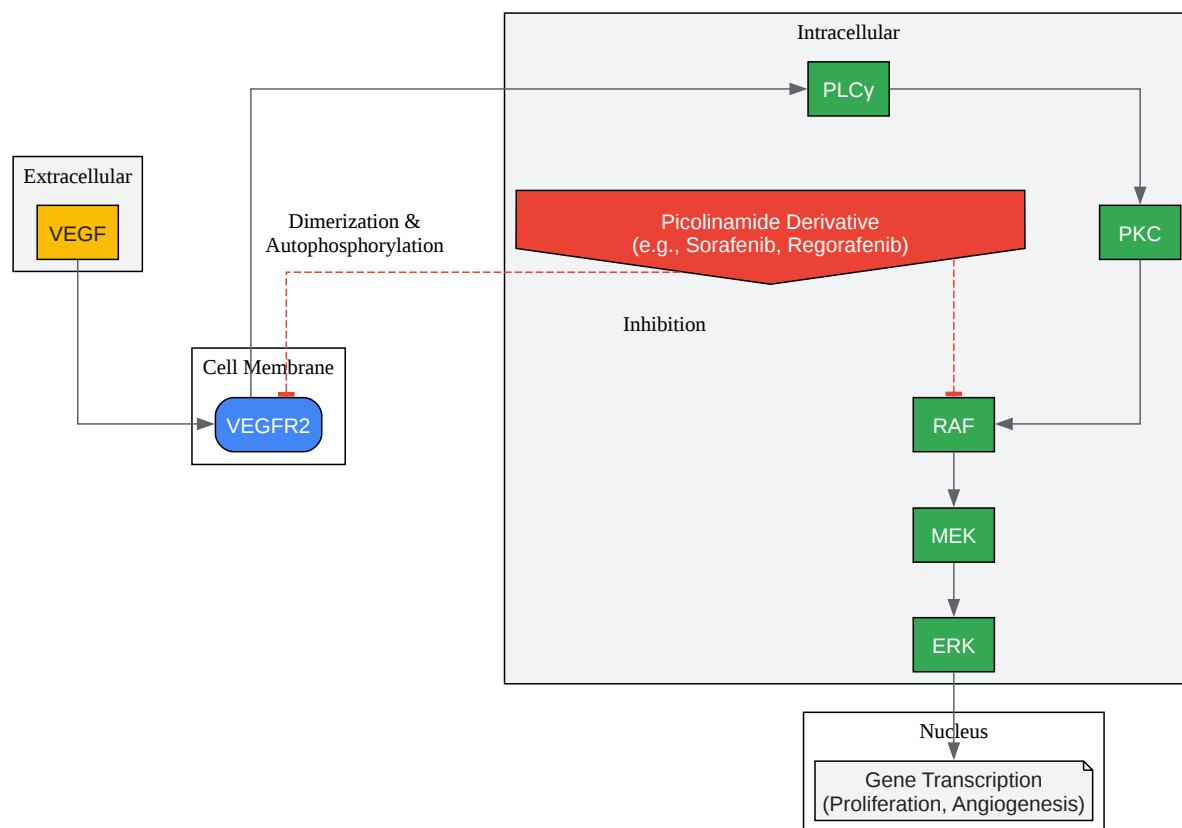 Intracellular
PLCγ
Extracellular
VEGF
Dimerization &
Autophosphorylation
Picolinamide Derivative
(e.g., Sorafenib, Regorafenib)
PKC
Inhibition
Cell Membrane
VEGFR2
RAF
MEK
ERK
Nucleus
Gene Transcription
(Proliferation, Angiogenesis)